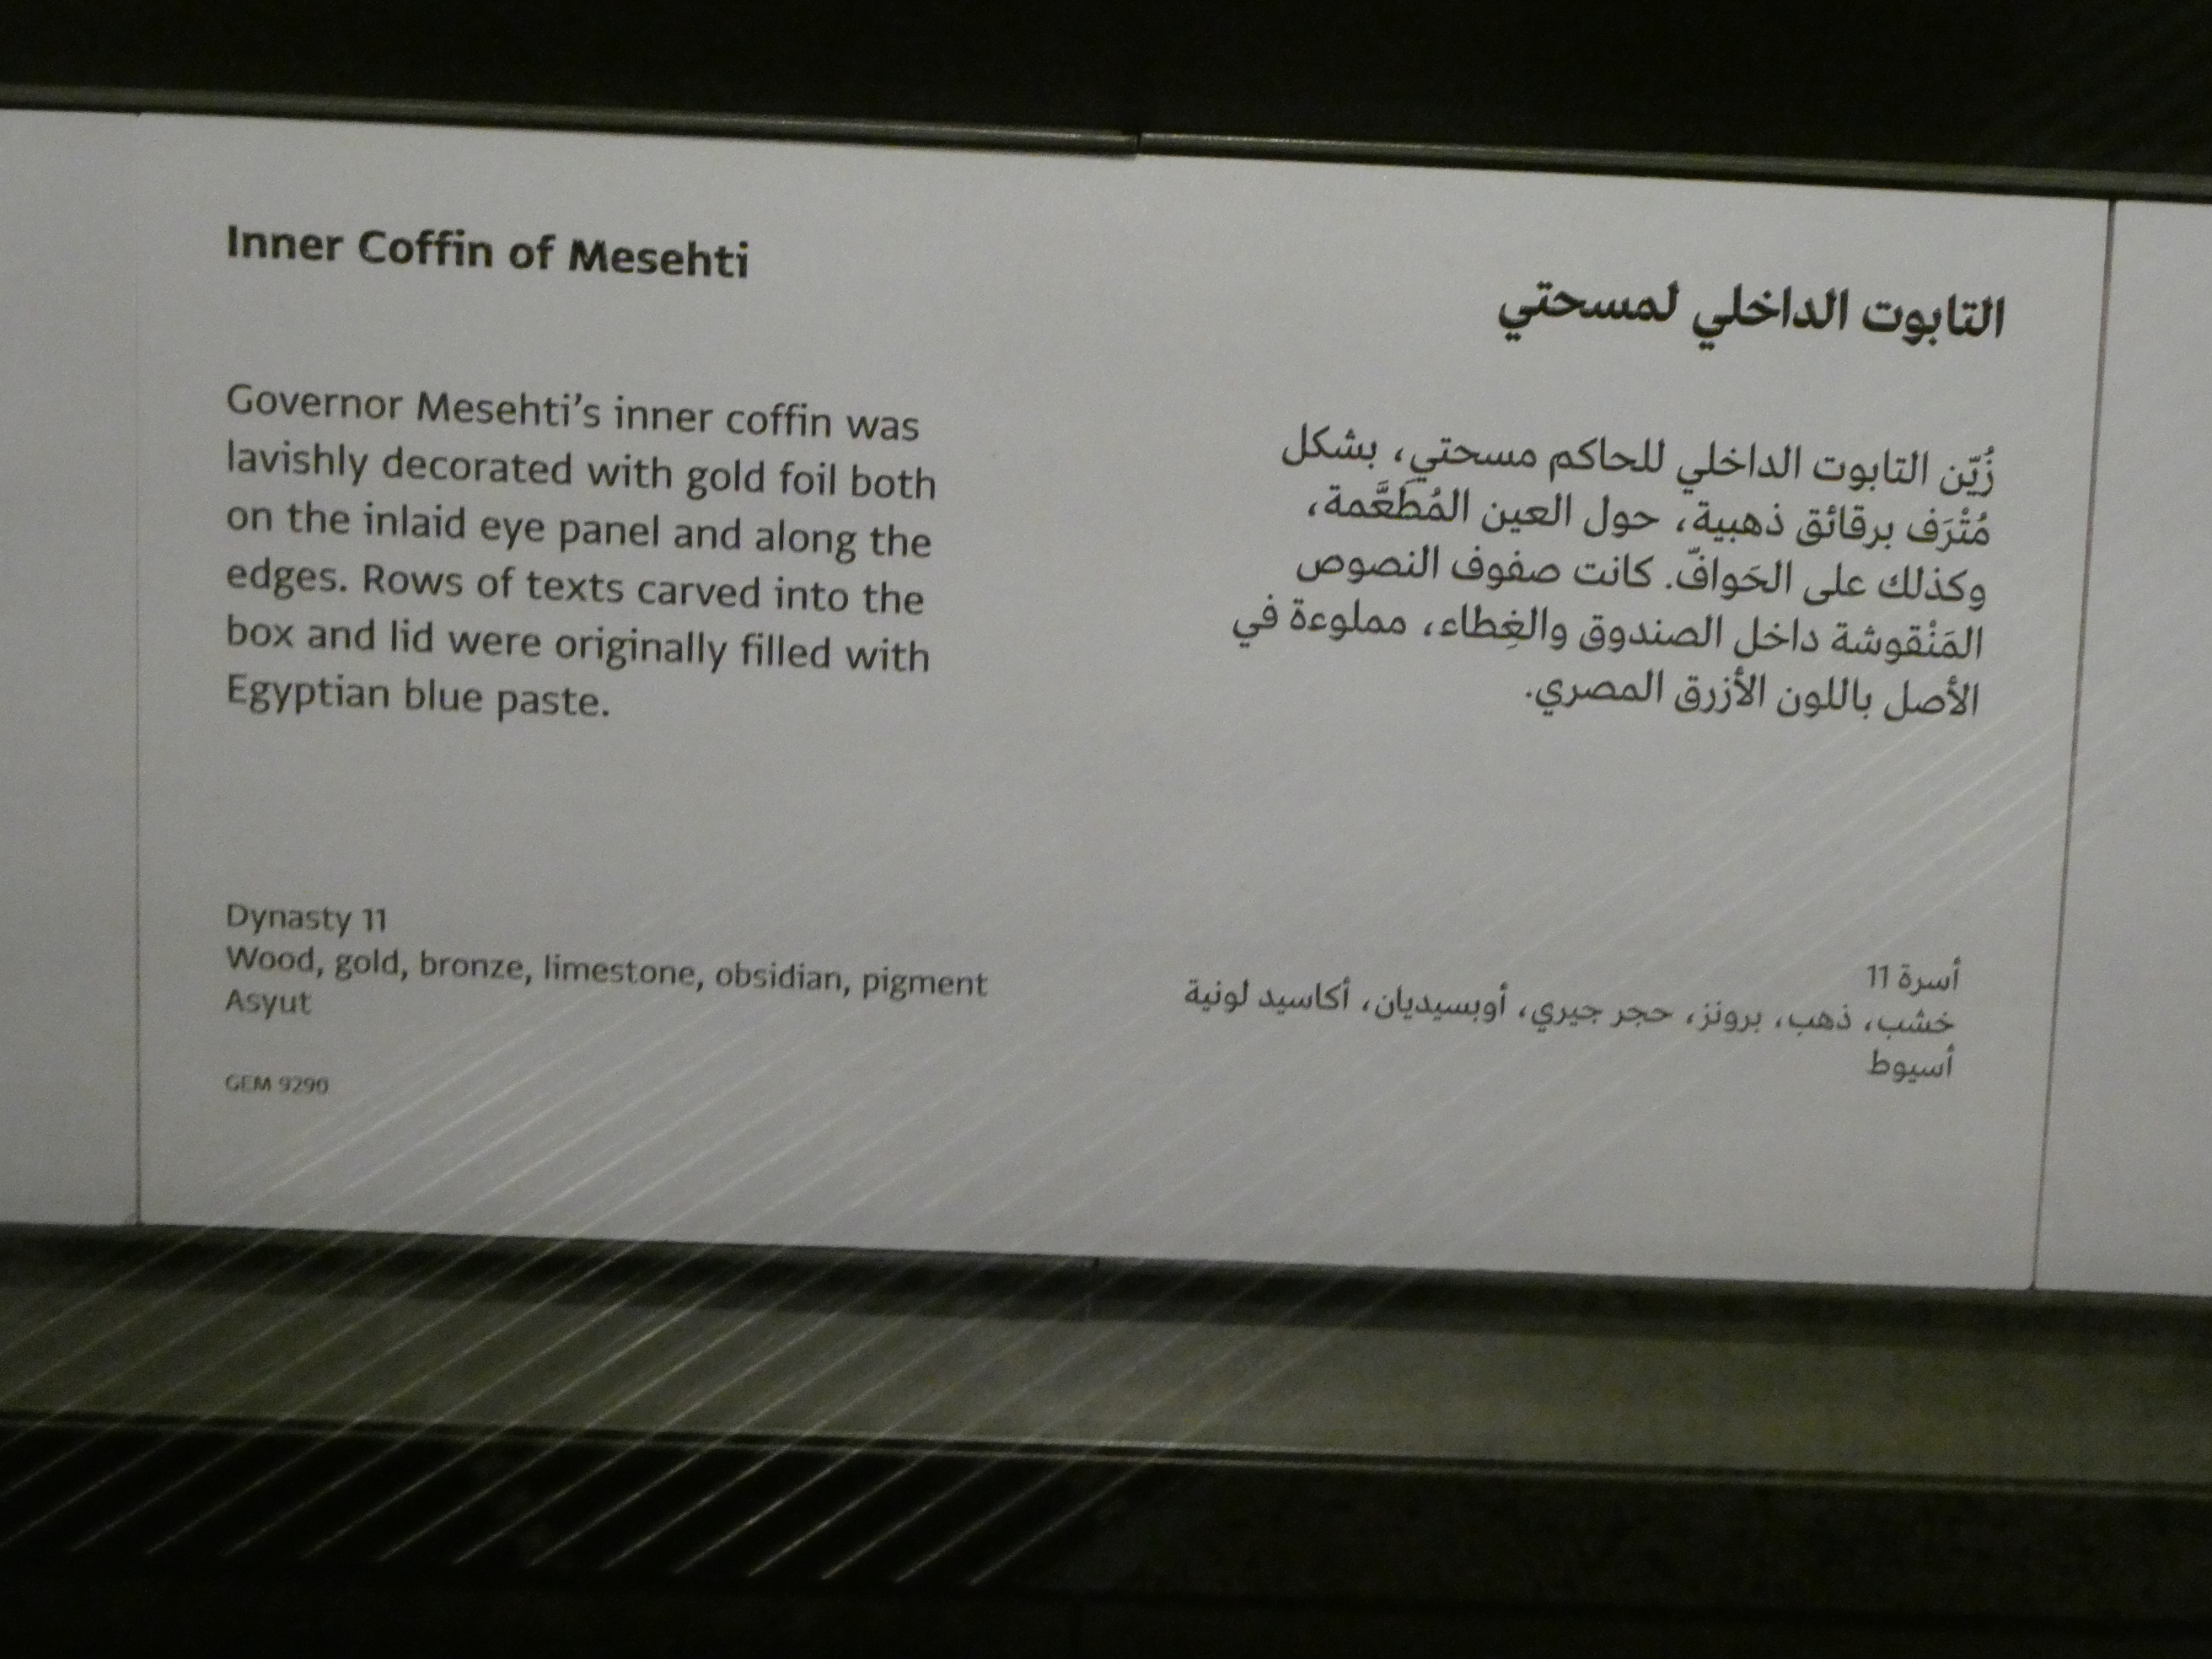 Inner Coffin of Mesehti
Governor Mesehti’s inner coffin was
lavishly decorated with gold foil both
on the inlaid eye panel and along the
edges. Rows of texts carved into the
box and lid were originally filled with
Egyptian blue paste.
Dynasty 11
Wood, gold, bronze, limestone, obsidian, pigment
Asyut
GEM 9290
التابوت الداخلي لمسحتي
زُيّن التابوت الداخلي للحاكم مسحتي، بشكل
مُتْرَف برقائق ذهبية، حول العين المُطَعَّمة،
وكذلك على الحَوافّ. كانت صفوف النصوص
المَنْقوشة داخل الصندوق والغِطاء، مملوءة في
الأصل باللون الأزرق المصري.
أسرة 11
خشب، ذهب، برونز، حجر جيري، أوبسيديان، أكاسيد لونية
أسيوط